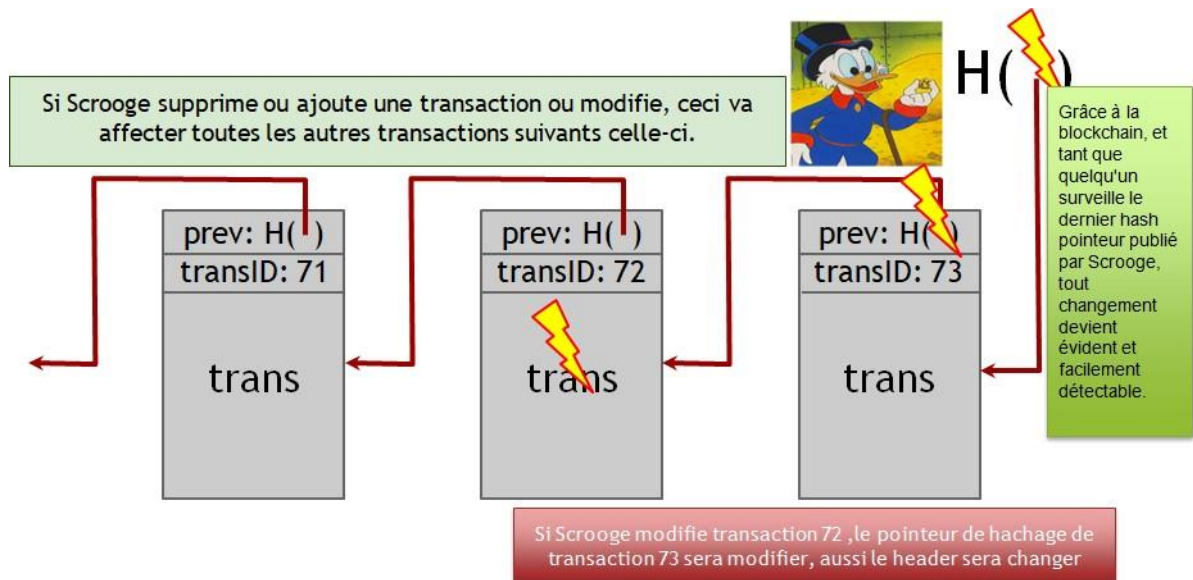 Si Scrooge supprime ou ajoute une transaction ou modifie, ceci va
affecter toutes les autres transactions suivants celle-ci.
H( )
Grâce à la
blockchain, et
tant que
quelqu'un
surveille le
dernier hash
pointeur publié
par Scrooge,
tout
changement
devient
évident et
facilement
détectable.
prev: H( )
transID: 71
trans
prev: H( )
transID: 72
trans
prev: H( )
transID: 73
trans
Si Scrooge modifie transaction 72 ,le pointeur de hachage de
transaction 73 sera modifier, aussi le header sera changer